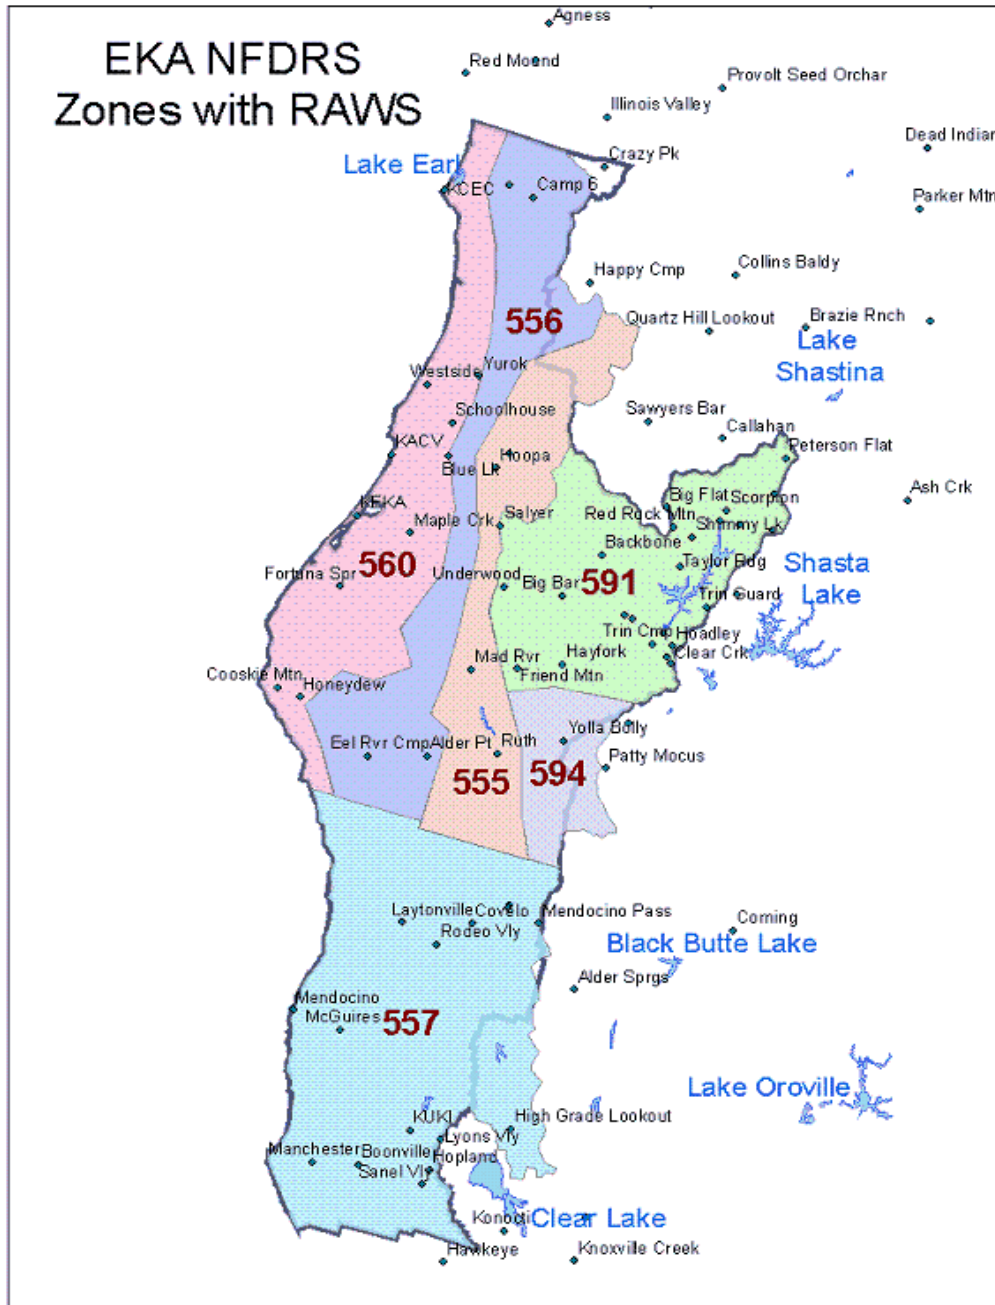 Agness
EKA NFDRS
Zones with RAWS
Red Mound
Provolt Seed Orchar
Illinois Valley
Dead Indian
Crazy Pk
Lake Earl
KCEC
Camp 6
Parker Mtn
Happy Cmp
Collins Baldy
556
Quartz Hill Lookout
Brazie Rnch
Lake
Shastina
Westside
Yurok
Schoolhouse
Sawyers Bar
Callahan
KACV
Peterson Flat
Blue Lk
Hoopa
Ash Crk
KEKA
Big Flat
Scorpion
Maple Crk
Salyer
Red Rock Mtn
Shimmy Lk
Backbone
560
Fortuna Spr
Underwood
Big Bar
591
Taylor Rdg
Shasta
Lake
Trin Guard
Trin Cmp
Hoadley
Mad Rvr
Hayfork
Clear Crk
Cooskie Mtn
Honeydew
Friend Mtn
Eel Rvr Cmp
Alder Pt
Ruth
Yolla Bolly
Patty Mocus
555
594
Laytonville
Covelo
Mendocino Pass
Corning
Rodeo Vly
Black Butte Lake
Alder Sprgs
Mendocino
McGuires
557
Lake Oroville
KUKI
High Grade Lookout
Lyons Vly
Manchester
Boonville
Hopland
Sanel Vly
Konocti
Clear Lake
Hawkeye
Knoxville Creek